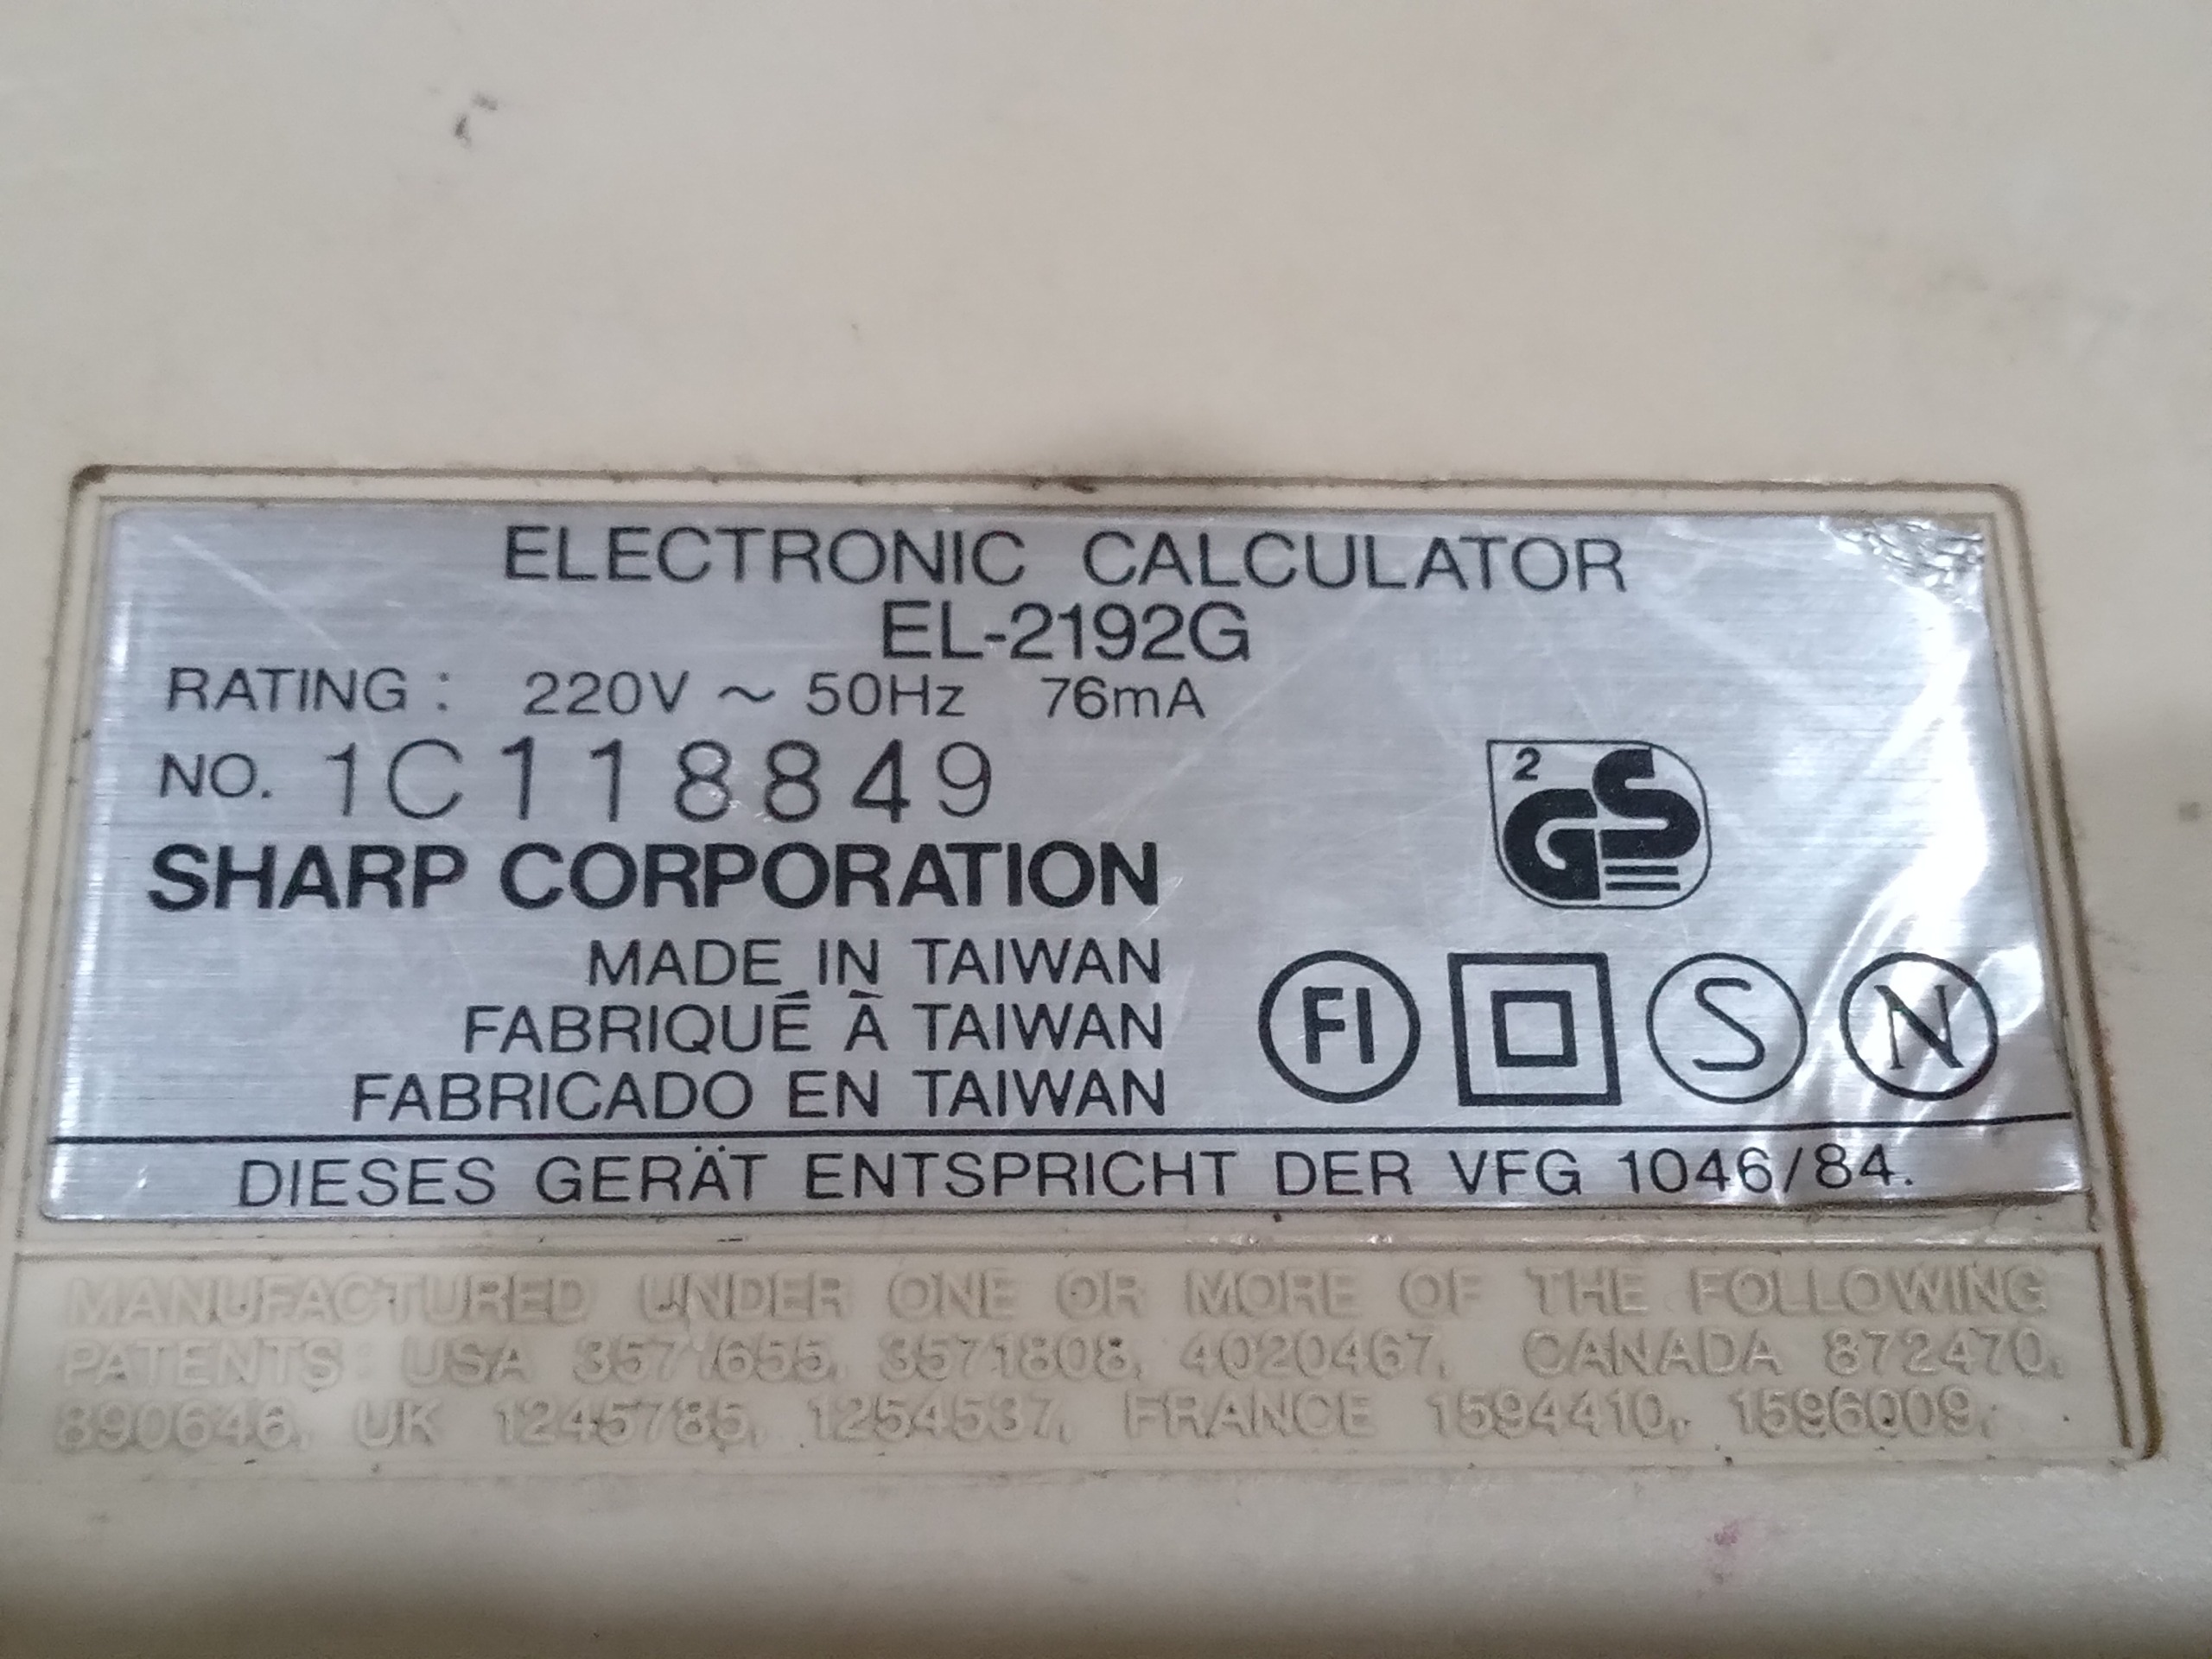 ELECTRONIC CALCULATOR
EL-2192G
RATING : 220V ~ 50Hz 76mA
NO. 1C118849
SHARP CORPORATION
2 GS
MADE IN TAIWAN
FABRIQUÉ À TAIWAN
FABRICADO EN TAIWAN
FI S N
DIESES GERÄT ENTSPRICHT DER VFG 1046/84.
MANUFACTURED UNDER ONE OR MORE OF THE FOLLOWING
PATENTS: USA 3571655, 3571808, 4020467, CANADA 872470,
890646, UK 1245785, 1254537, FRANCE 1594410, 1596009,